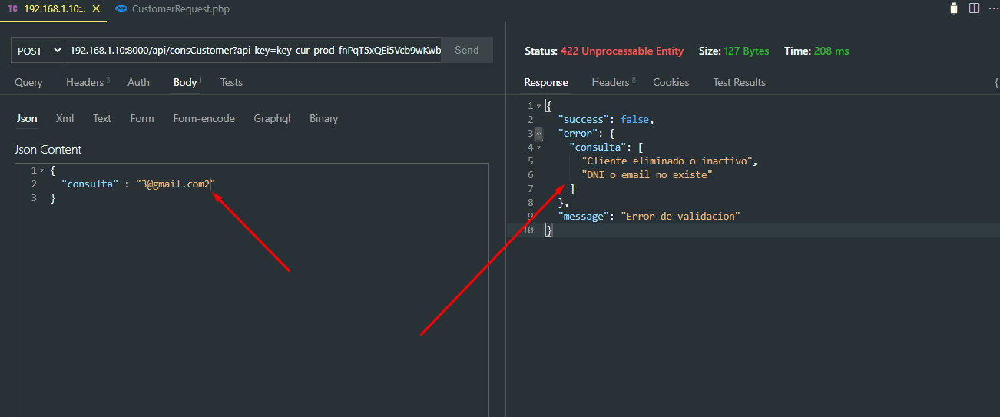 TC 192.168.1.10:.. × php CustomerRequest.php
POST 192.168.1.10:8000/api/consCustomer?api_key=key_cur_prod_fnPqT5xQEi5Vcb9wKwb Send
Query Headers 3 Auth Body 1 Tests
Json Xml Text Form Form-encode Graphql Binary
Json Content
1 {
2 "consulta" : "3@gmail.com2"
3 }
Status: 422 Unprocessable Entity Size: 127 Bytes Time: 208 ms
Response Headers 8 Cookies Test Results {
1 {
2 "success": false,
3 "error": {
4 "consulta": [
5 "Cliente eliminado o inactivo",
6 "DNI o email no existe"
7 ]
8 },
9 "message": "Error de validacion"
10 }